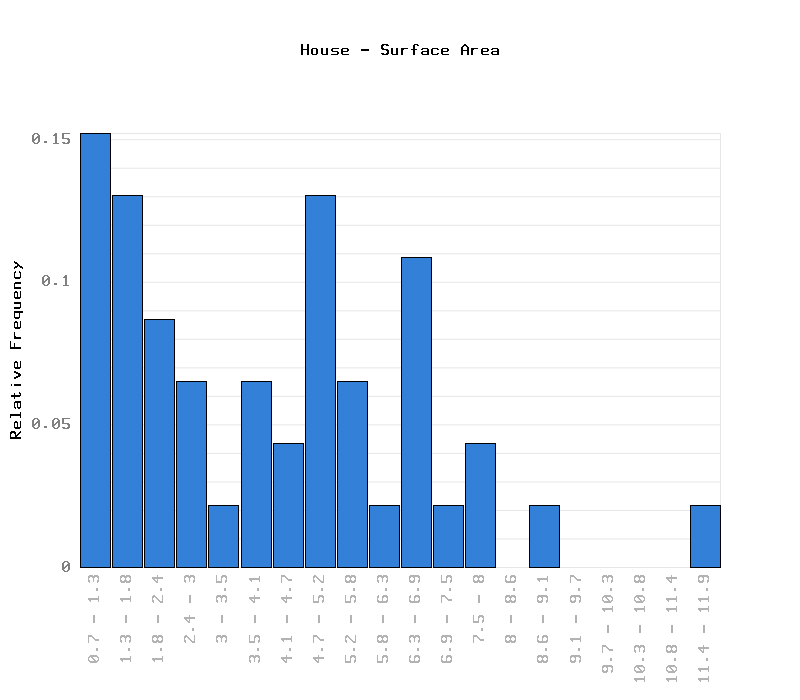 House - Surface Area
Relative Frequency
0.15
0.1
0.05
0
0.7 - 1.3
1.3 - 1.8
1.8 - 2.4
2.4 - 3
3 - 3.5
3.5 - 4.1
4.1 - 4.7
4.7 - 5.2
5.2 - 5.8
5.8 - 6.3
6.3 - 6.9
6.9 - 7.5
7.5 - 8
8 - 8.6
8.6 - 9.1
9.1 - 9.7
9.7 - 10.3
10.3 - 10.8
10.8 - 11.4
11.4 - 11.9